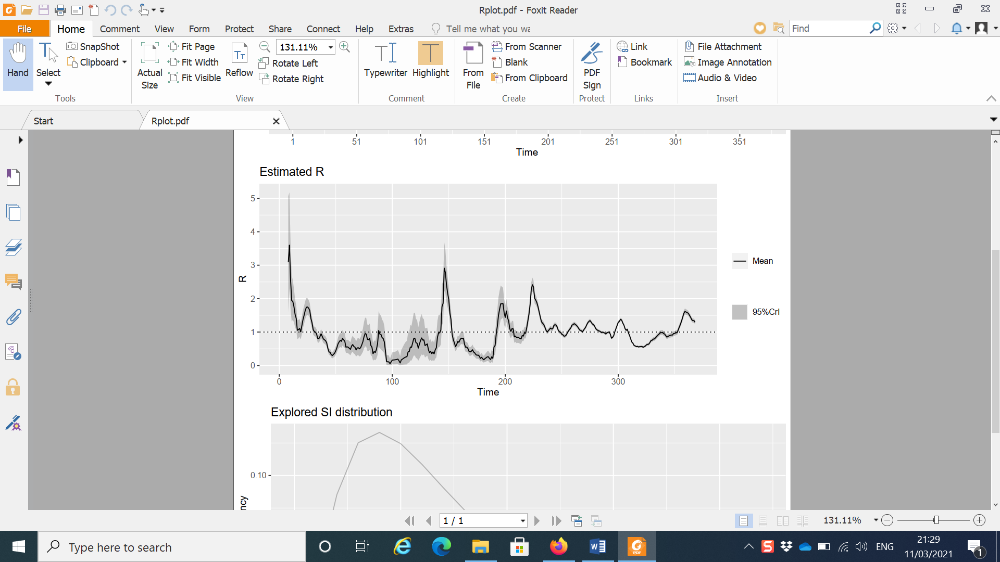 Rplot.pdf - Foxit Reader
File Home Comment View Form Protect Share Connect Help Extras Tell me what you wa
Find
Hand
Select
SnapShot
Clipboard
Tools
Actual
Size
Fit Page
Fit Width
Fit Visible
Reflow
131.11%
Rotate Left
Rotate Right
View
Typewriter
Highlight
Comment
From
File
From Scanner
Blank
From Clipboard
Create
PDF
Sign
Protect
Link
Bookmark
Links
File Attachment
Image Annotation
Audio & Video
Insert
Start
Rplot.pdf
1 51 101 151 201 251 301 351
Time
Estimated R
5
4
3
2
1
0
R
0 100 200 300
Time
Mean
95%CrI
Explored SI distribution
0.10
ncy
1 / 1
131.11%
Type here to search
ENG
21:29
11/03/2021
1